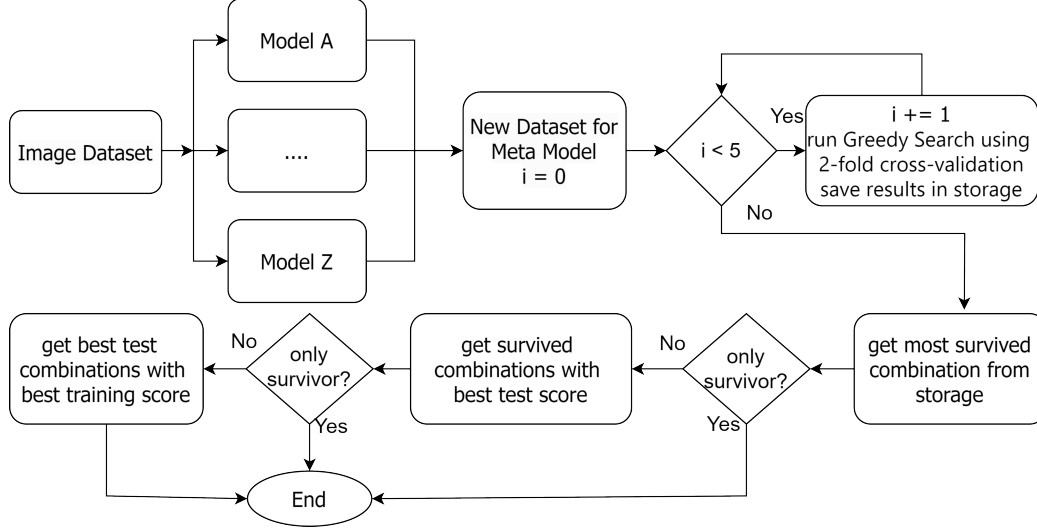 Model A
Image Dataset
....
Model Z
New Dataset for
Meta Model
i = 0
i < 5
Yes
i += 1
run Greedy Search using
2-fold cross-validation
save results in storage
No
get most survived
combination from
storage
only
survivor?
No
Yes
get survived
combinations with
best test score
only
survivor?
No
Yes
get best test
combinations with
best training score
End